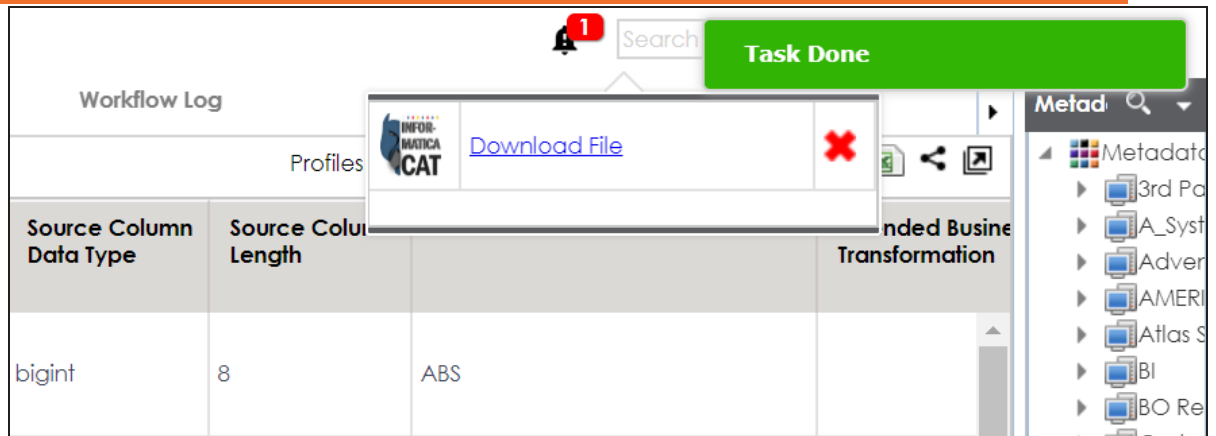 1
Search
Task Done
Workflow Log
Metad
INFOR-
MATICA
CAT
Download File
Profiles
Metadata
3rd Pa
A_Syst
Source Column
Data Type
Source Colu
Length
nded Busine
Transformation
Adver
AMERI
Atlas S
bigint
8
ABS
BI
BO Re